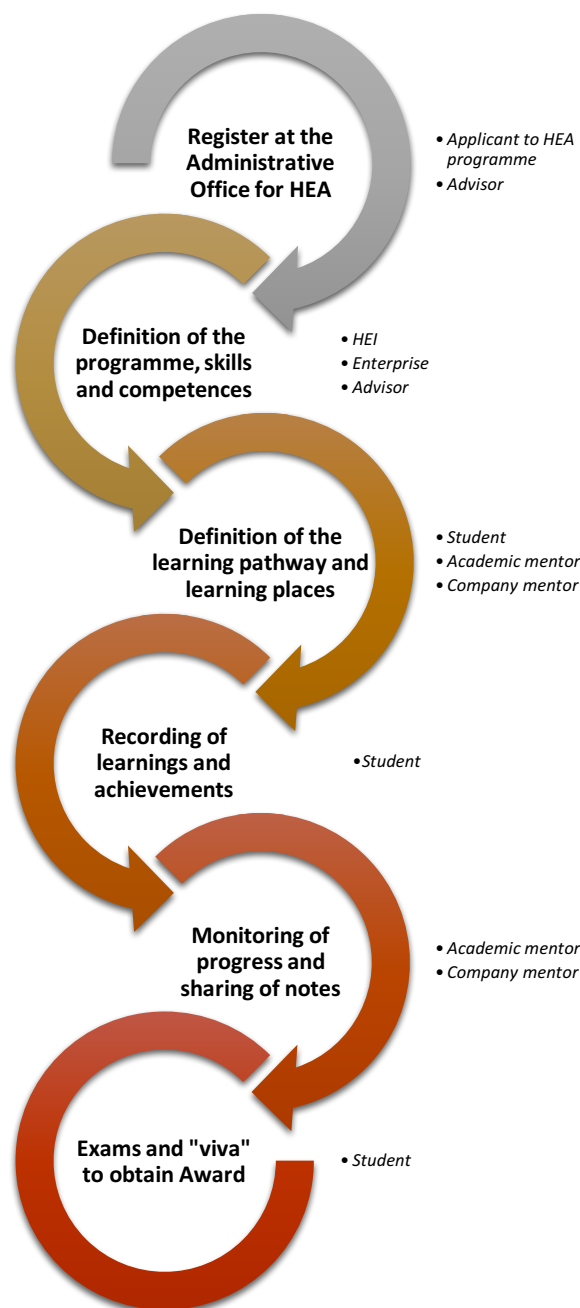 Register at the
Administrative
Office for HEA
• Applicant to HEA
programme
• Advisor
Definition of the
programme, skills
and competences
• HEI
• Enterprise
• Advisor
Definition of the
learning pathway and
learning places
• Student
• Academic mentor
• Company mentor
Recording of
learnings and
achievements
• Student
Monitoring of
progress and
sharing of notes
• Academic mentor
• Company mentor
Exams and "viva"
to obtain Award
• Student